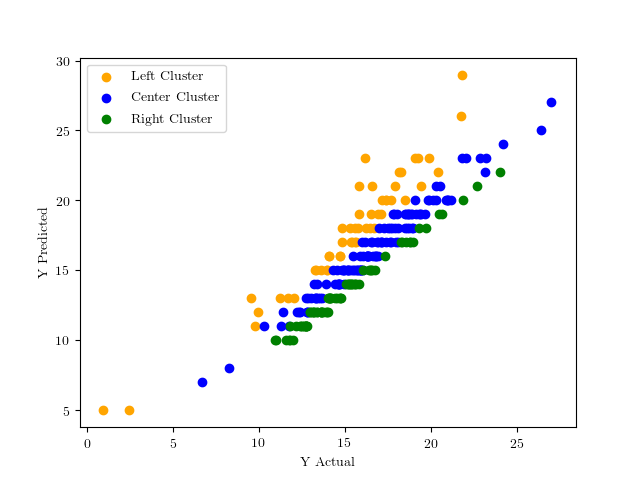 Left Cluster
Center Cluster
Right Cluster
30
25
20
15
10
5
Y Predicted
0 5 10 15 20 25
Y Actual